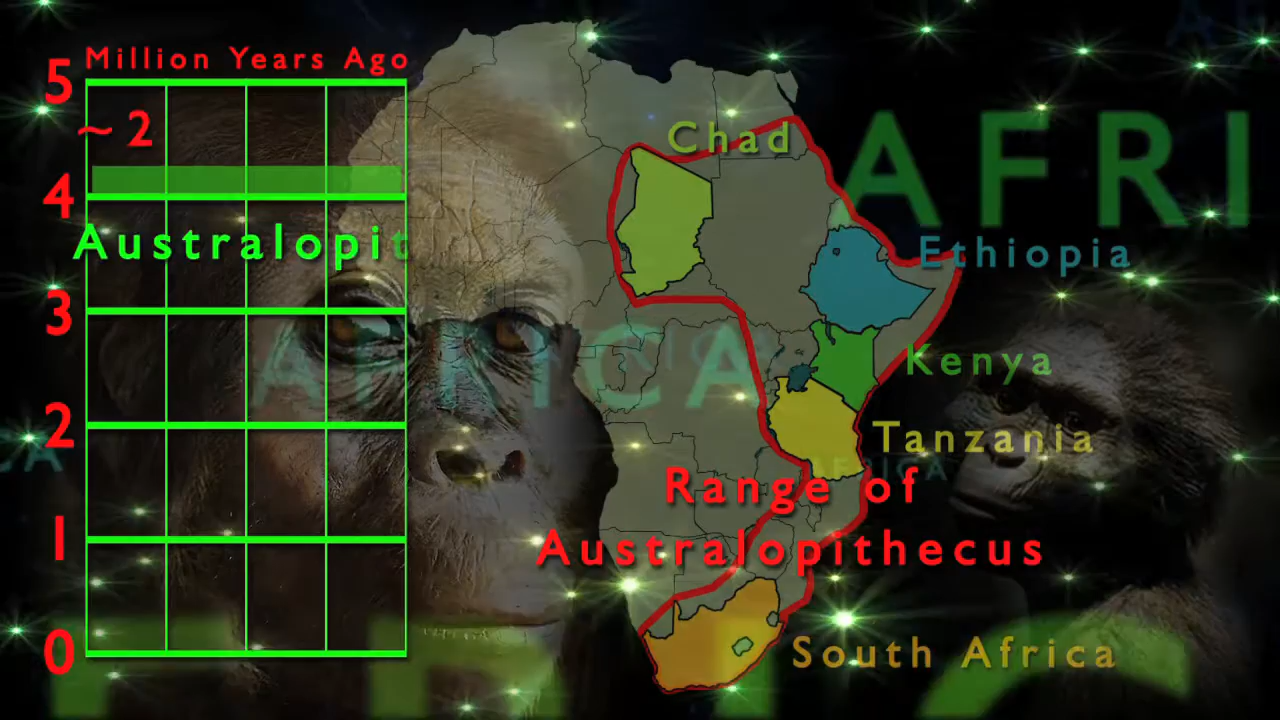 Million Years Ago
5
~2
4
Australopit
3
2
1
0
Chad
AFRI
Ethiopia
AFRICA
Kenya
Tanzania
Range of
Australopithecus
South Africa